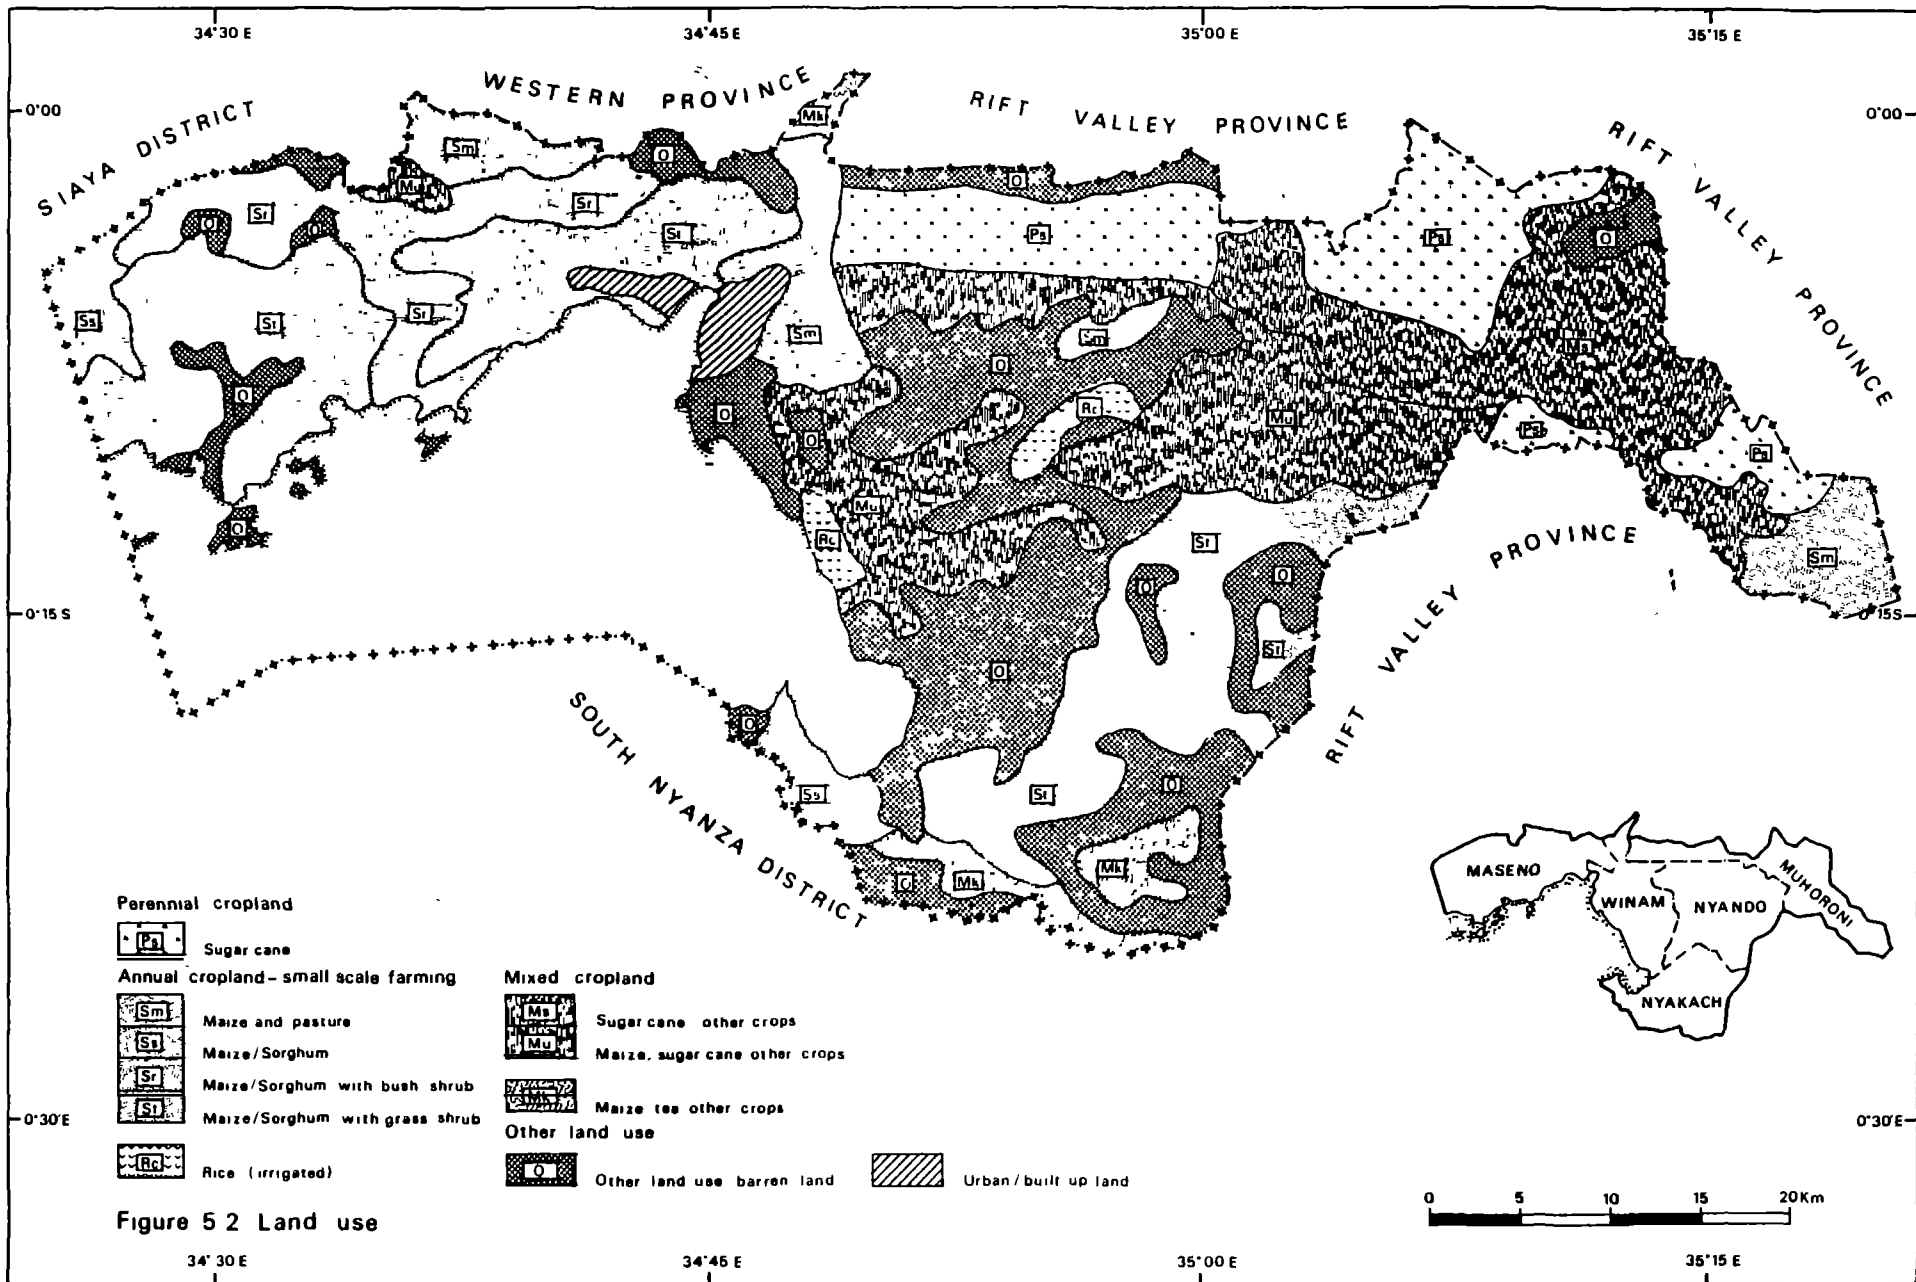 34°30 E 34°45 E 35°00 E 35°15 E
0°00 0°00
SIAYA DISTRICT
WESTERN PROVINCE
RIFT VALLEY PROVINCE
RIFT VALLEY PROVINCE
Mk
Sm
O
Mu
O
O
O
Sr
Sr
O
St
Ps
Ps
O
Ss
St
Sr
Sm
Sm
O
Ms
O
O
Rc
Mu
O
Ps
Ps
O
Mu
Rc
St
Sm
O
O
RIFT VALLEY PROVINCE
0°15 S 0°15S
St
O
O
SOUTH NYANZA DISTRICT
Ss
St
O
O
Mk
Mk
MASENO
WINAM
NYANDO
MUHORONI
NYAKACH
Perennial cropland
Ps Sugar cane
Annual cropland - small scale farming
Sm Maize and pasture
Ss Maize/Sorghum
Sr Maize/Sorghum with bush shrub
St Maize/Sorghum with grass shrub
Rc Rice (irrigated)
Mixed cropland
Ms Sugar cane other crops
Mu Maize, sugar cane other crops
Mk Maize tea other crops
Other land use
O Other land use barren land
Urban/built up land
0°30'E 0°30'E
0 5 10 15 20Km
Figure 5 2 Land use
34°30 E 34°45 E 35°00 E 35°15 E